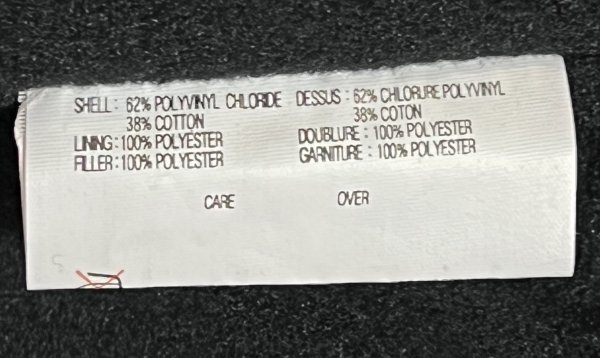 SHELL: 62% POLYVINYL CHLORIDE
38% COTTON
LINING: 100% POLYESTER
FILLER: 100% POLYESTER
DESSUS: 62% CHLORURE POLYVINYL
38% COTON
DOUBLURE: 100% POLYESTER
GARNITURE: 100% POLYESTER
CARE OVER